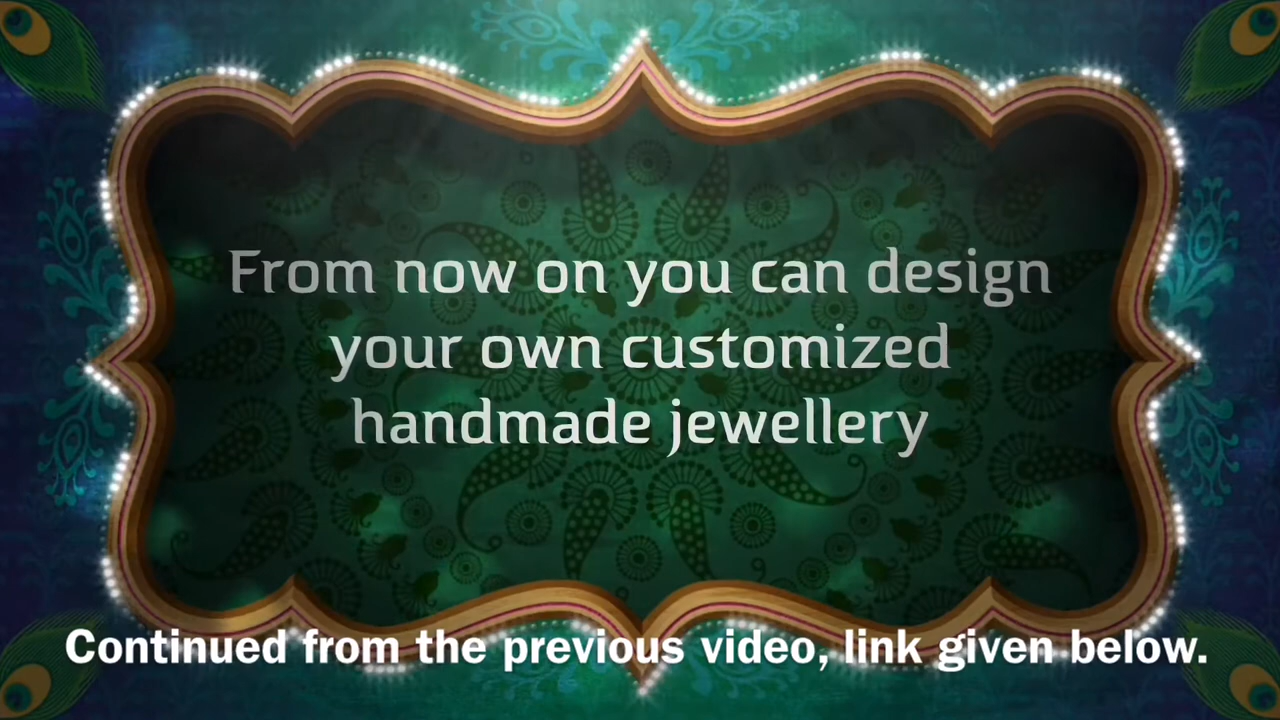 From now on you can design
your own customized
handmade jewellery
Continued from the previous video, link given below.